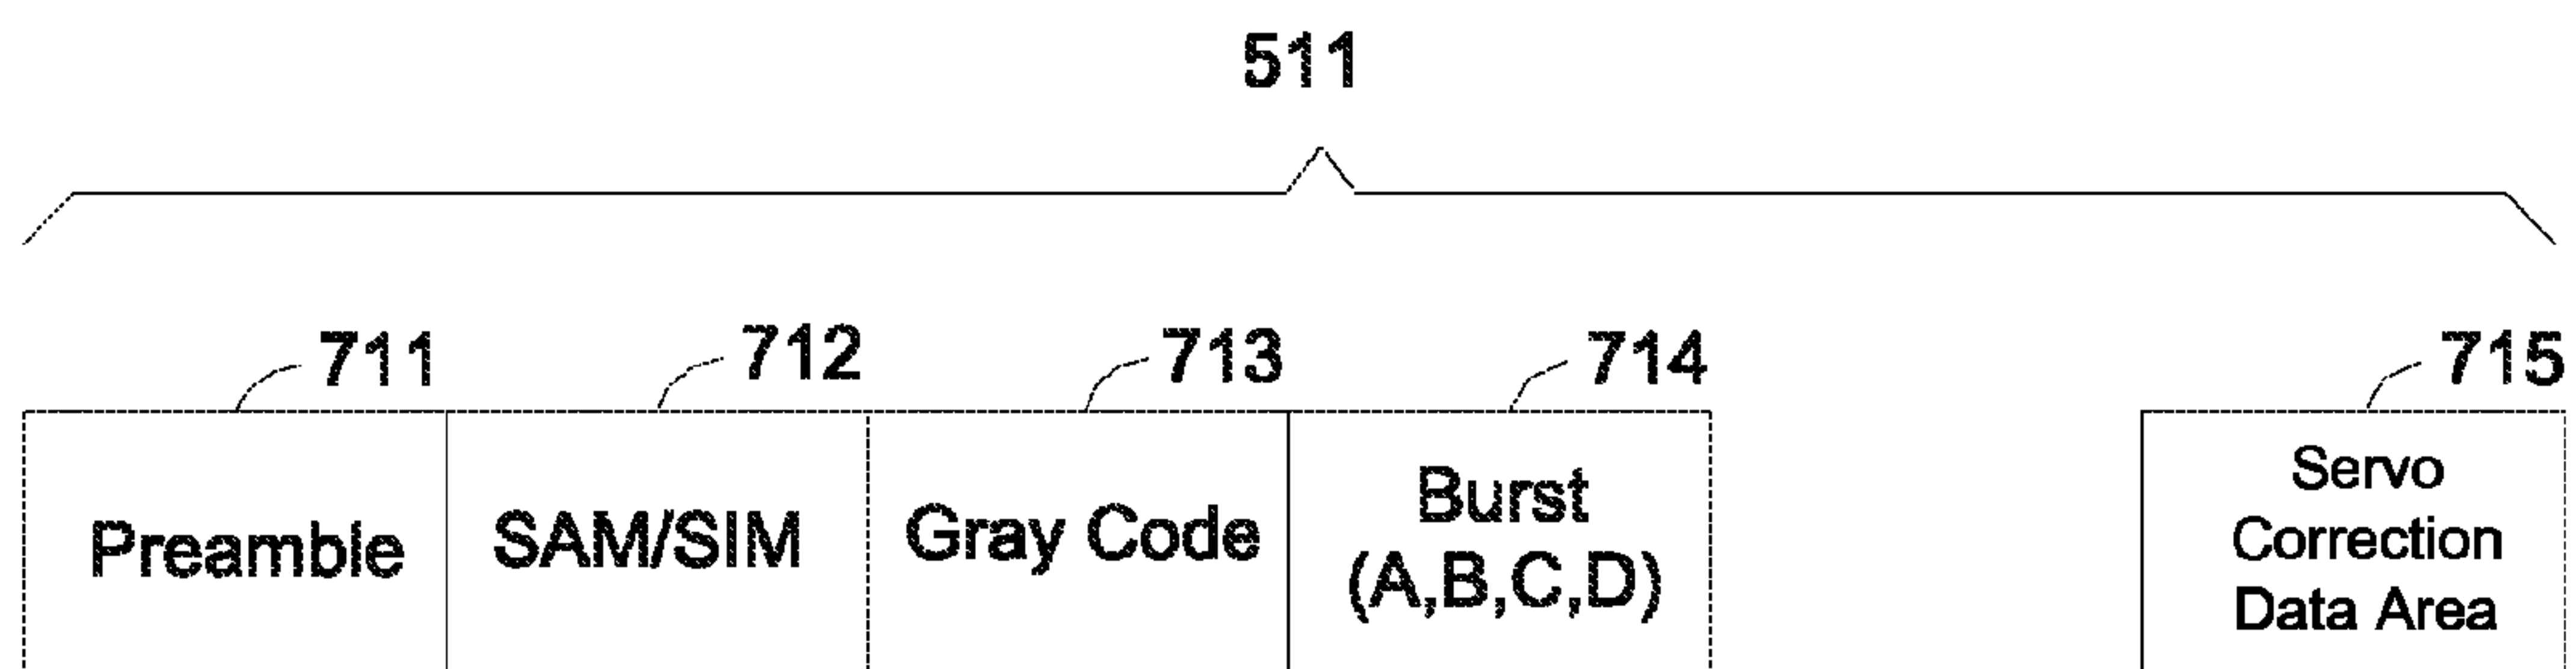 511
711
712
713
714
715
Preamble
SAM/SIM
Gray Code
Burst
(A,B,C,D)
Servo
Correction
Data Area